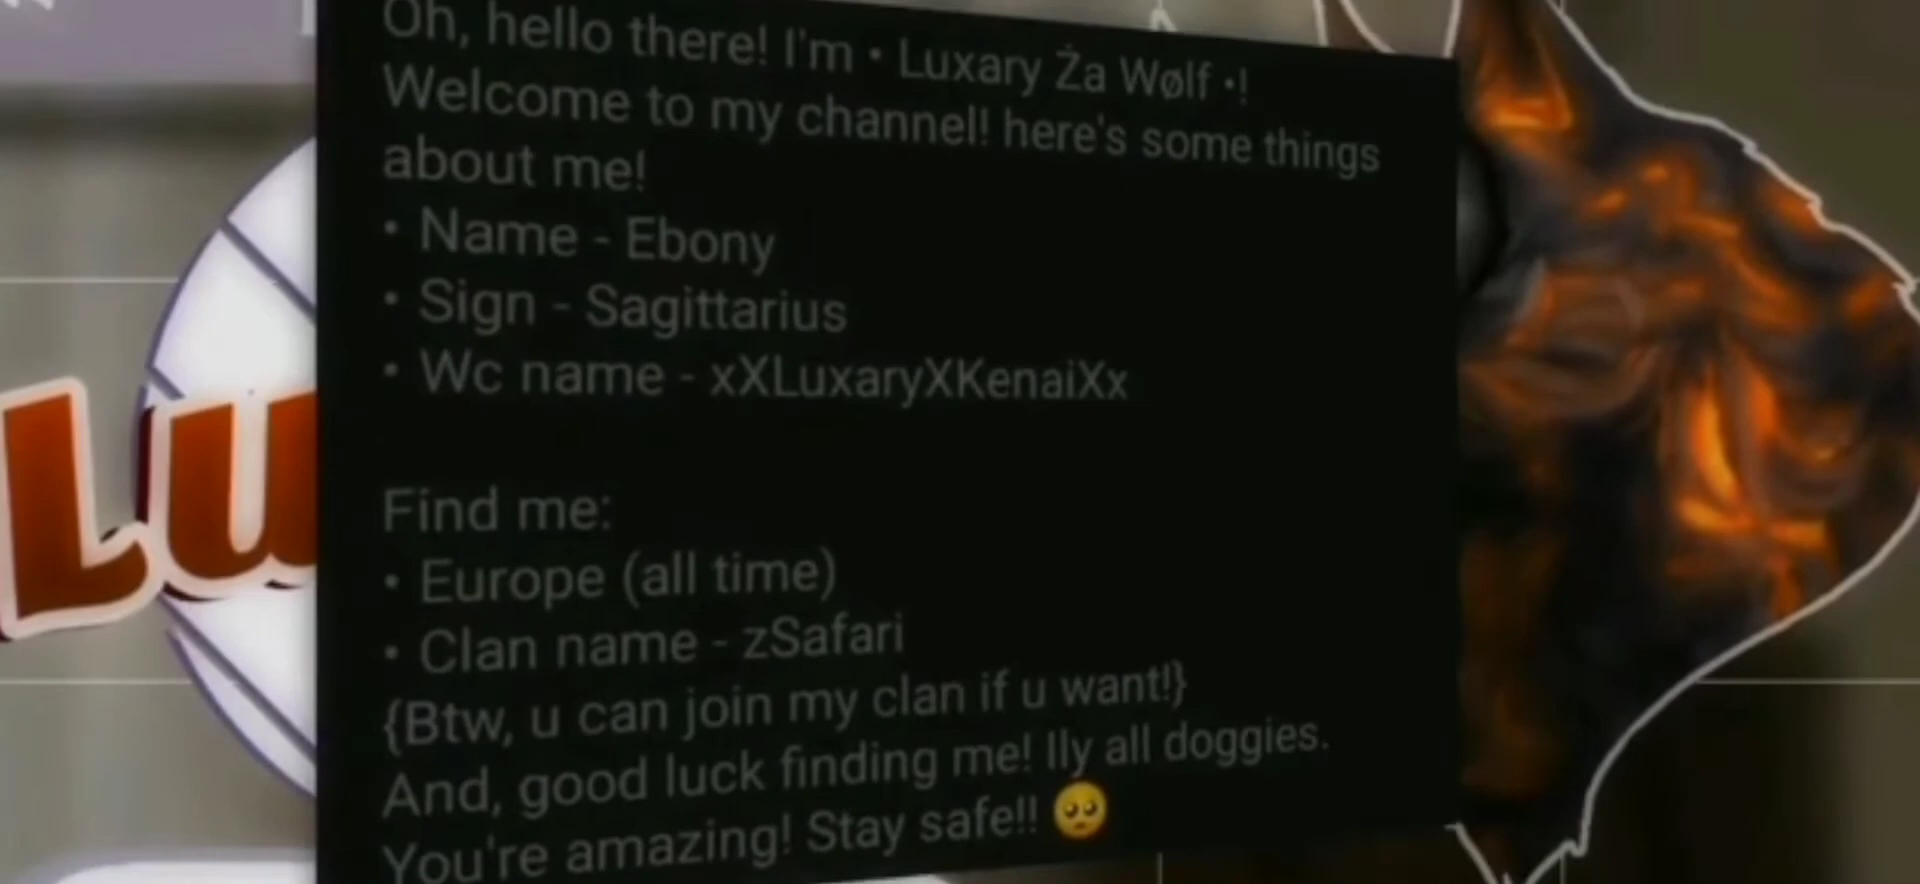 Oh, hello there! I'm • Luxary Ża Wølf •!
Welcome to my channel! here's some things
about me!
• Name - Ebony
• Sign - Sagittarius
• Wc name - xXLuxaryXKenaiXx
Find me:
• Europe (all time)
• Clan name - zSafari
{Btw, u can join my clan if u want!}
And, good luck finding me! Ily all doggies.
You're amazing! Stay safe!! 🥺
Lu